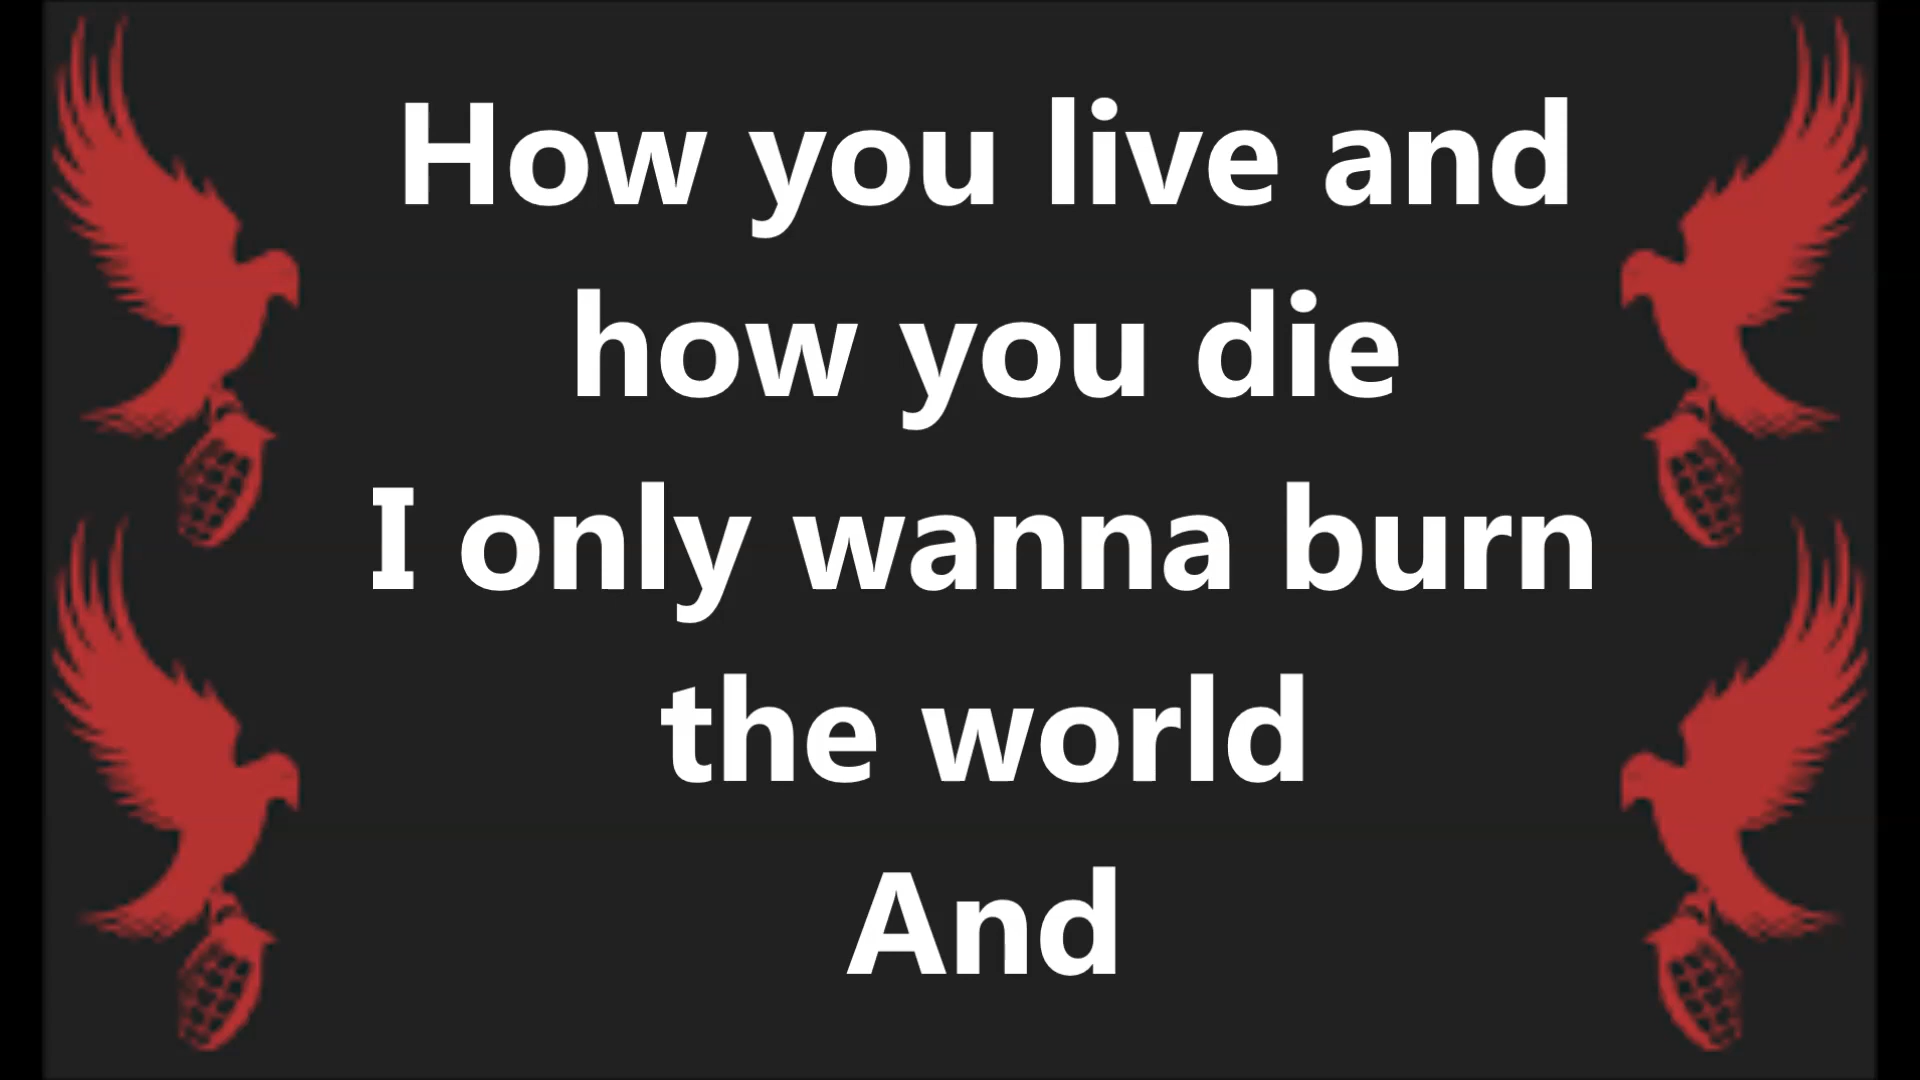 How you live and
how you die
I only wanna burn
the world
And